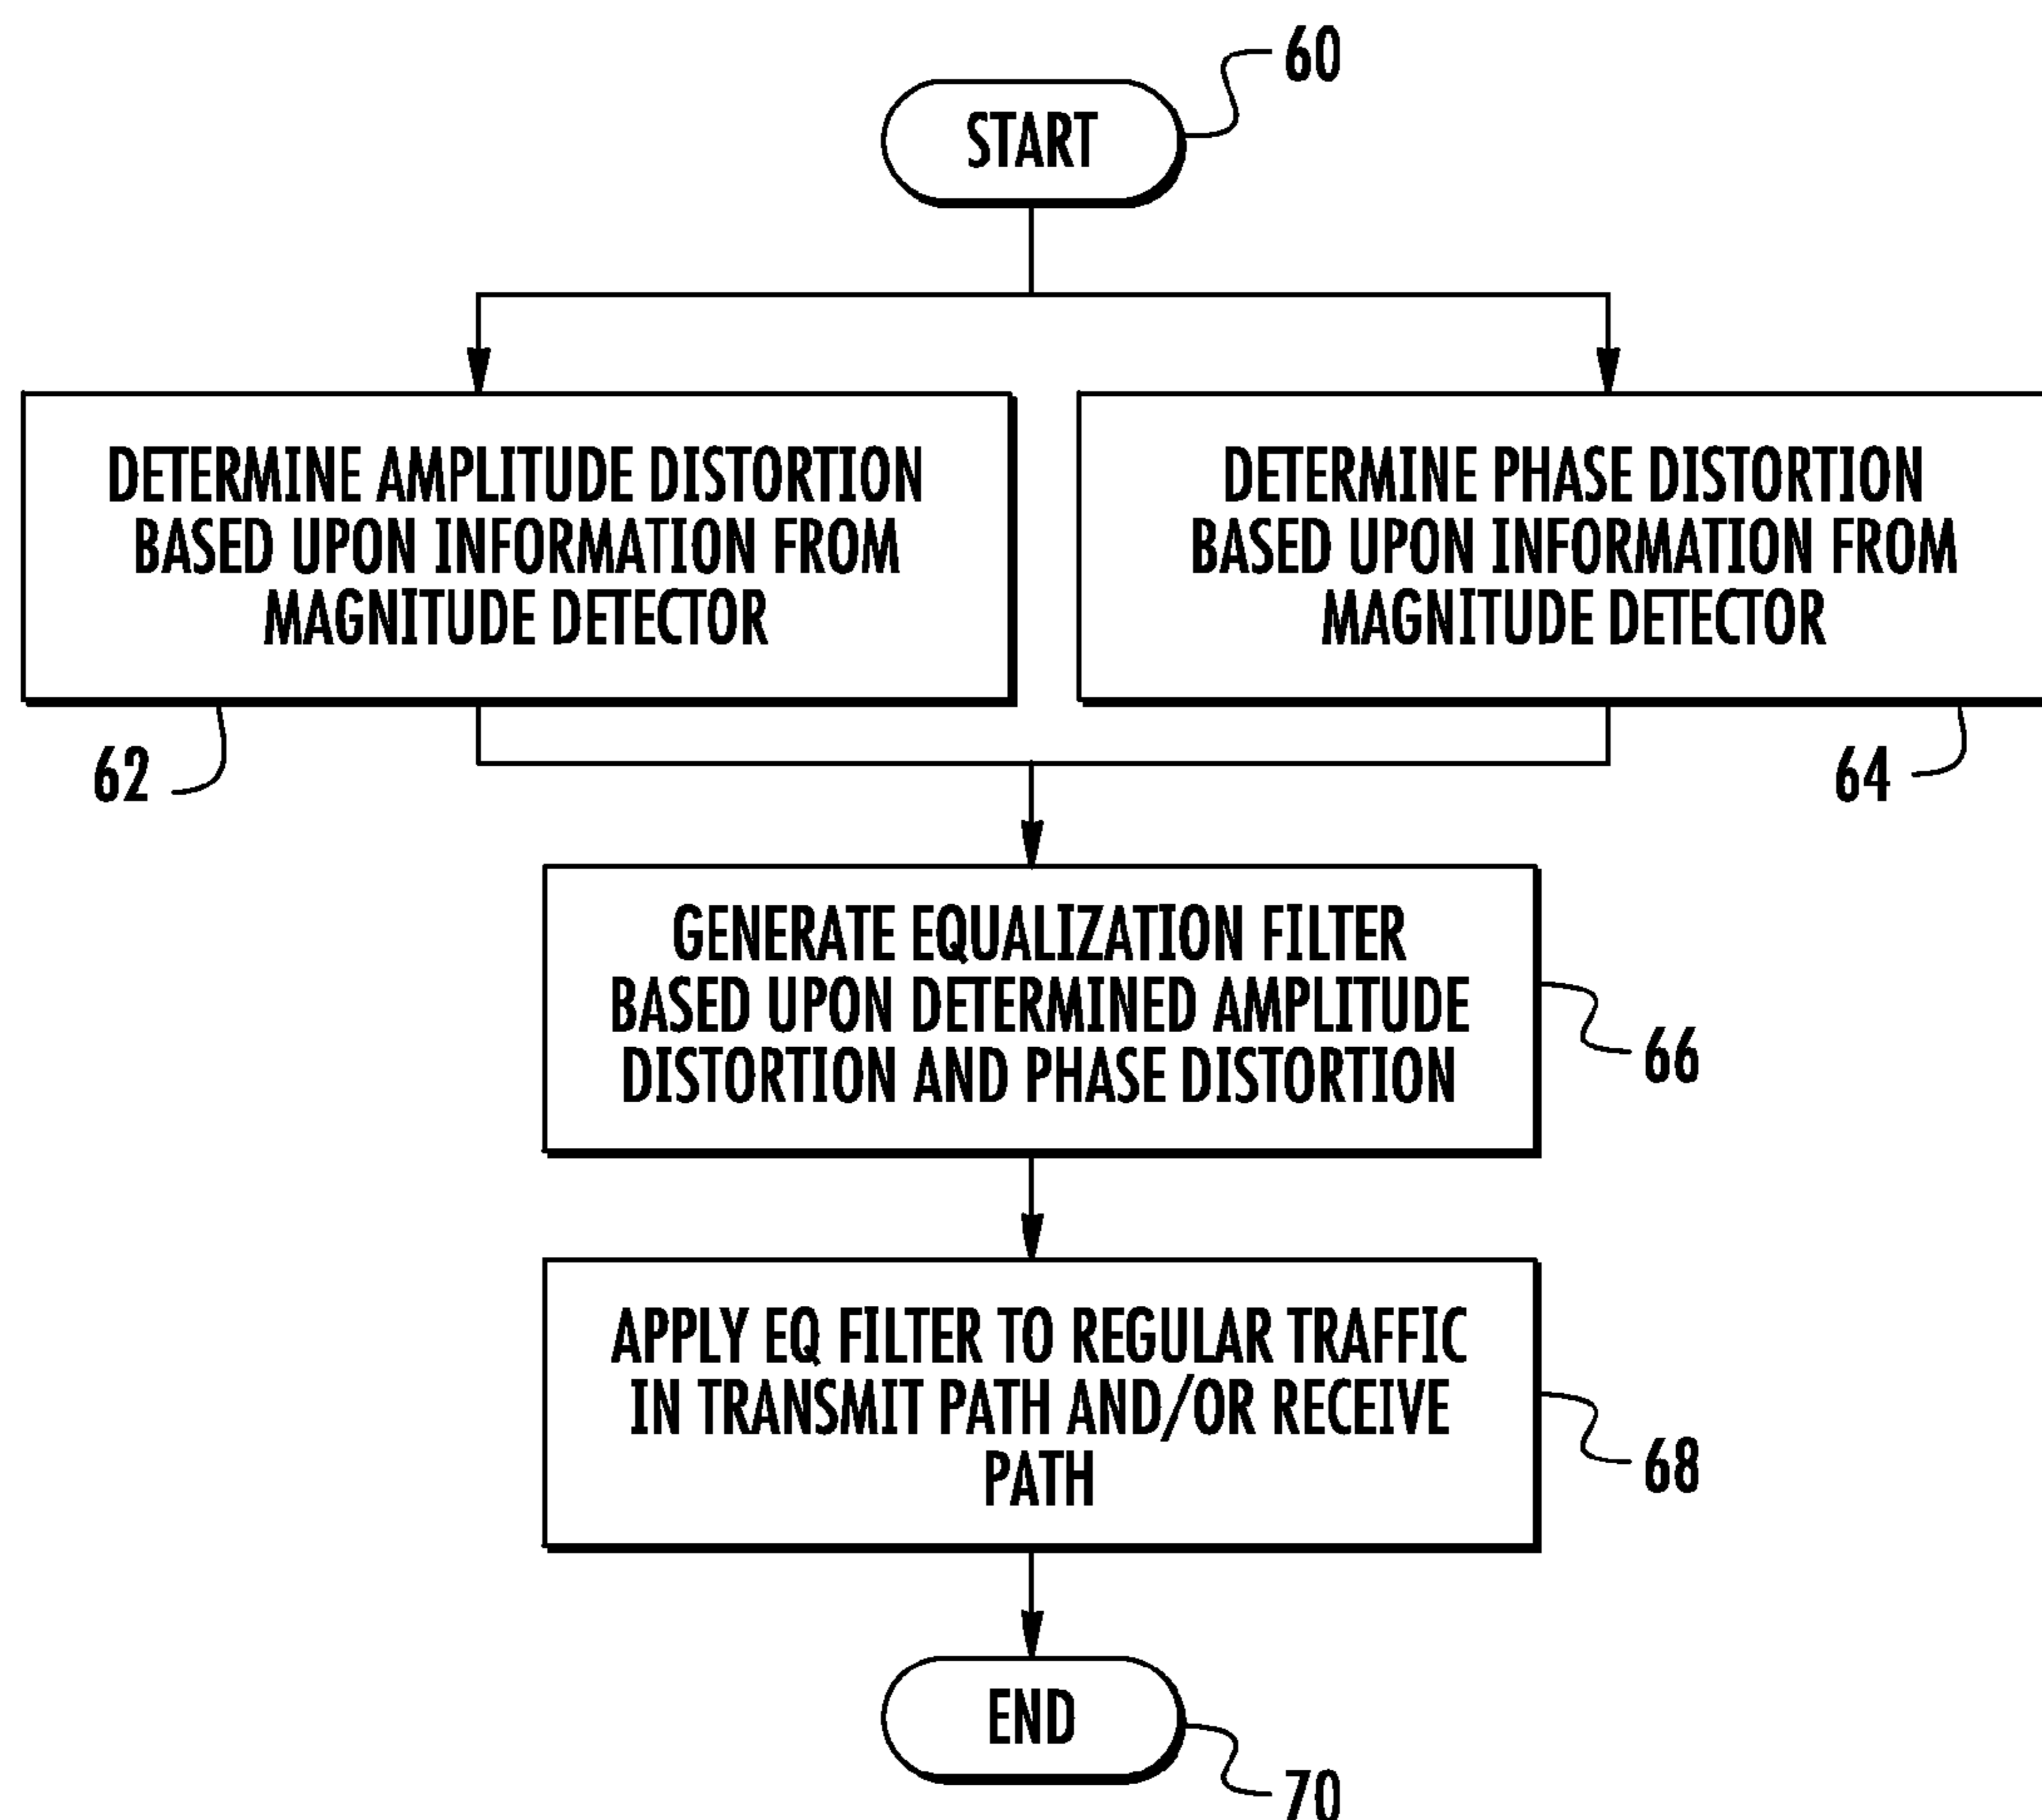 60
START
DETERMINE AMPLITUDE DISTORTION
BASED UPON INFORMATION FROM
MAGNITUDE DETECTOR
DETERMINE PHASE DISTORTION
BASED UPON INFORMATION FROM
MAGNITUDE DETECTOR
62
64
GENERATE EQUALIZATION FILTER
BASED UPON DETERMINED AMPLITUDE
DISTORTION AND PHASE DISTORTION
66
APPLY EQ FILTER TO REGULAR TRAFFIC
IN TRANSMIT PATH AND/OR RECEIVE
PATH
68
END
70